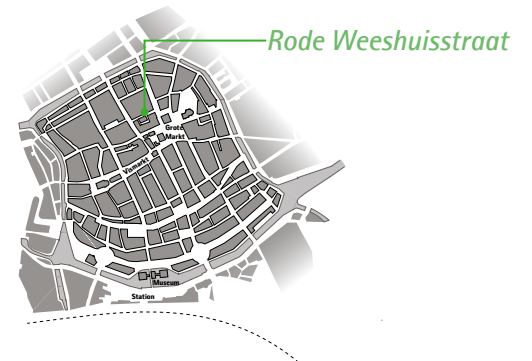 Rode Weeshuisstraat
Grote
Markt
Vismarkt
Museum
Station